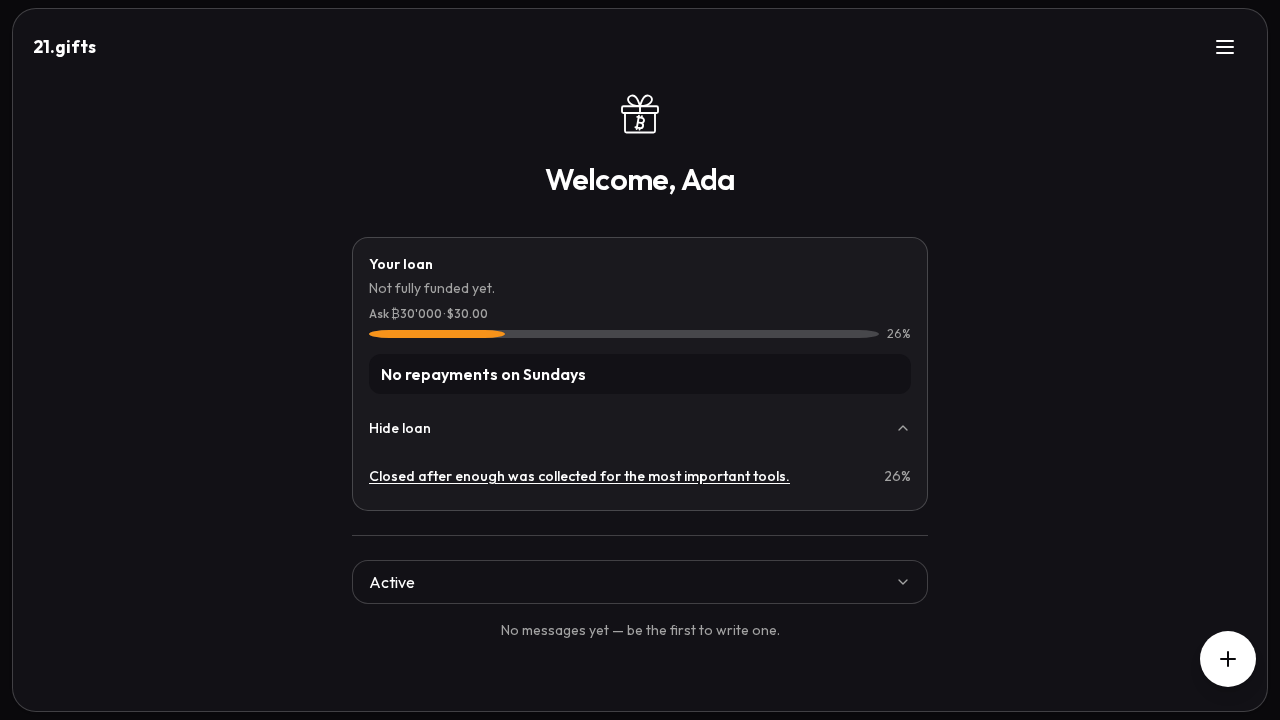 21.gifts
Welcome, Ada
Your loan
Not fully funded yet.
Ask ₿30'000 · $30.00
26%
No repayments on Sundays
Hide loan
Closed after enough was collected for the most important tools. 26%
Active
No messages yet — be the first to write one.